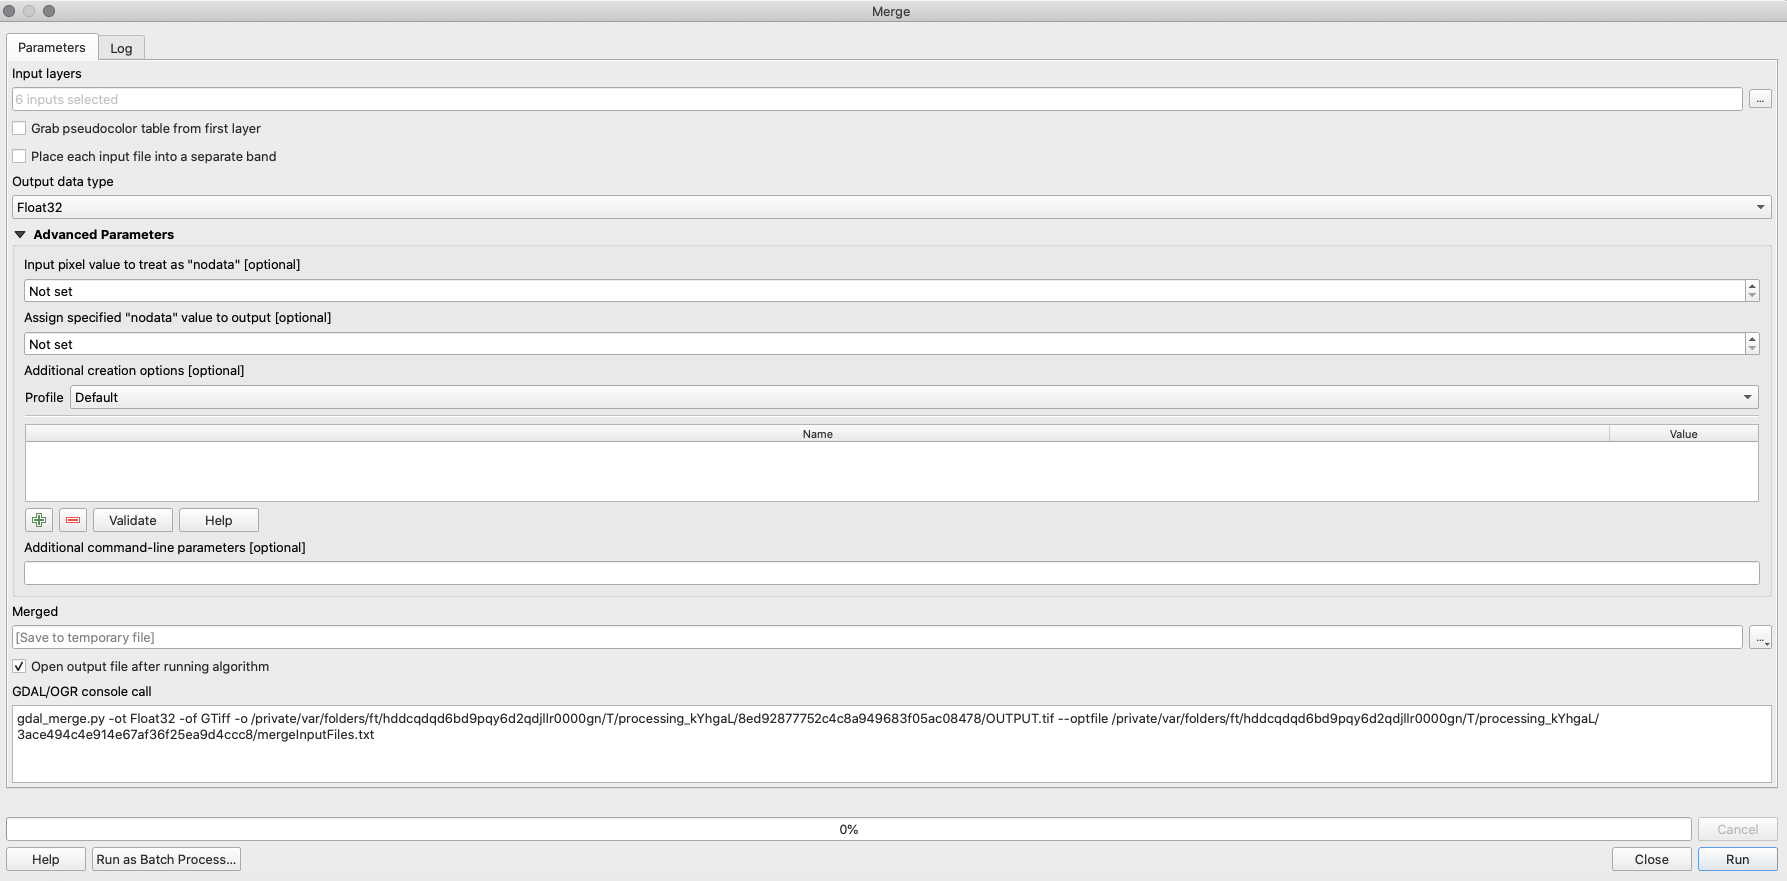 Merge
Parameters
Log
Input layers
6 inputs selected
...
Grab pseudocolor table from first layer
Place each input file into a separate band
Output data type
Float32
Advanced Parameters
Input pixel value to treat as "nodata" [optional]
Not set
Assign specified "nodata" value to output [optional]
Not set
Additional creation options [optional]
Profile Default
Name Value
Validate Help
Additional command-line parameters [optional]
Merged
[Save to temporary file]
...
Open output file after running algorithm
GDAL/OGR console call
gdal_merge.py -ot Float32 -of GTiff -o /private/var/folders/ft/hddcqdqd6bd9pqy6d2qdjllr0000gn/T/processing_kYhgaL/8ed92877752c4c8a949683f05ac08478/OUTPUT.tif --optfile /private/var/folders/ft/hddcqdqd6bd9pqy6d2qdjllr0000gn/T/processing_kYhgaL/
3ace494c4e914e67af36f25ea9d4ccc8/mergeInputFiles.txt
0%
Cancel
Help Run as Batch Process... Close Run